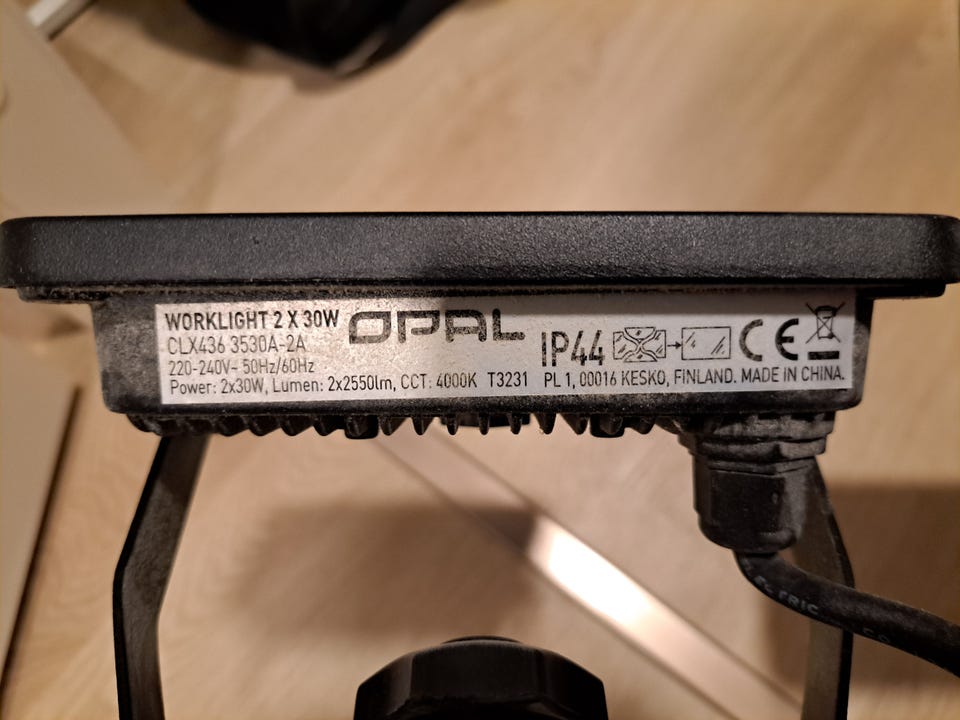 WORKLIGHT 2 X 30W
CLX436 3530A-2A
220-240V~ 50Hz/60Hz
Power: 2x30W, Lumen: 2x2550lm, CCT: 4000K T3231 PL 1, 00016 KESKO, FINLAND. MADE IN CHINA.
OPAL
IP44
CE